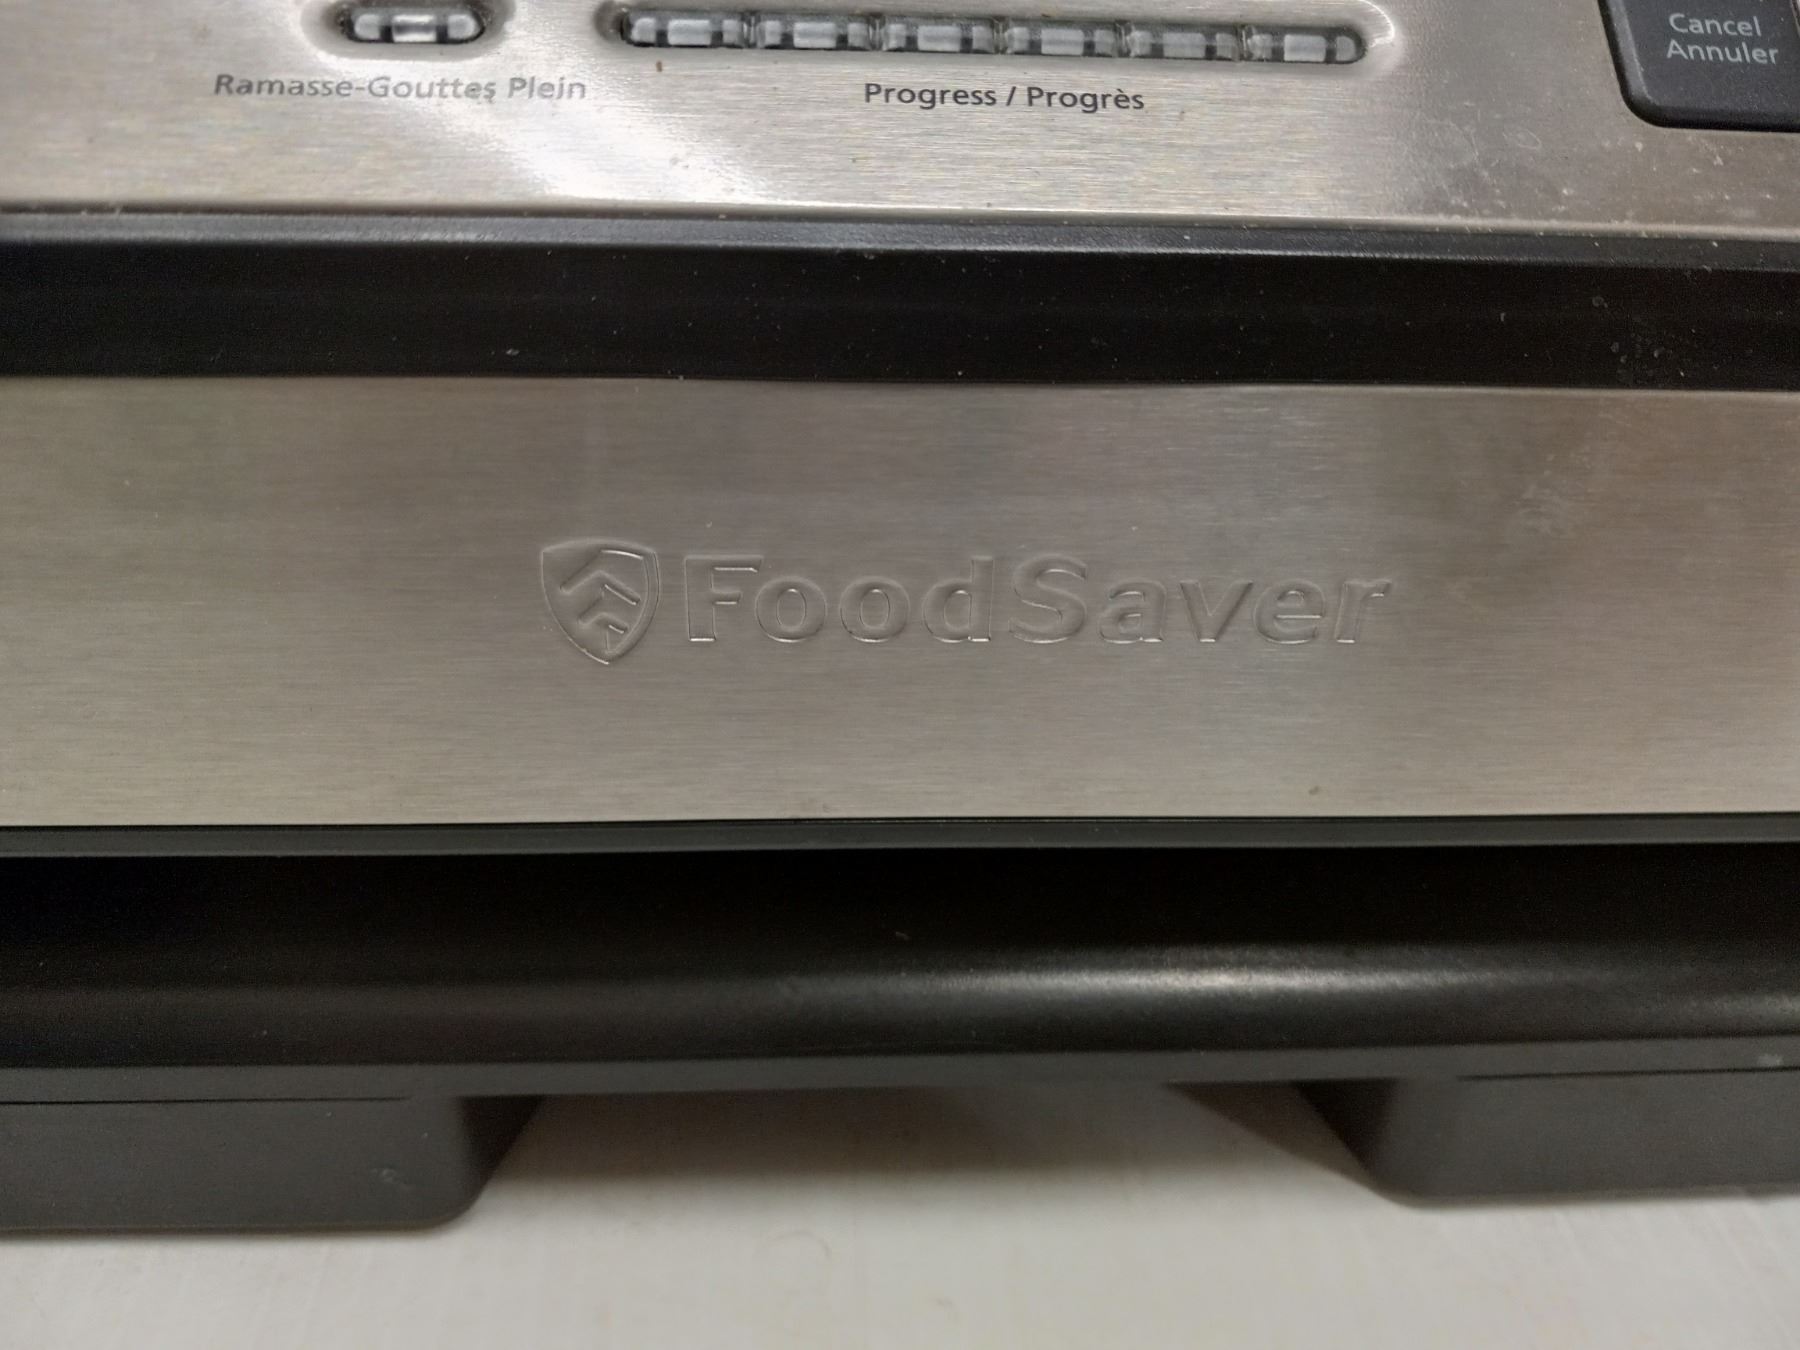 Cancel
Annuler
Ramasse-Gouttes Plein
Progress / Progrès
FoodSaver